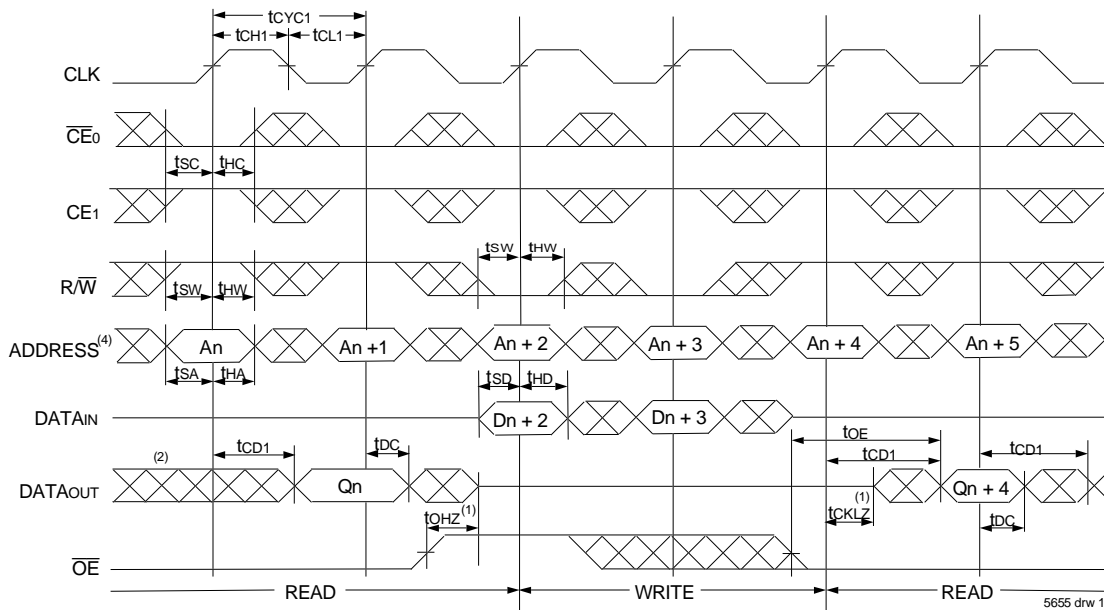 tCYC1
tCH1 tCL1
CLK
CE0
tSC tHC
CE1
tSW tHW
R/W
tSW tHW
ADDRESS(4) An An +1 An + 2 An + 3 An + 4 An + 5
tSA tHA tSD tHD
DATAIN Dn + 2 Dn + 3
tOE
(2) tCD1 tDC tCD1 tCD1
DATAOUT Qn Qn + 4
tOHZ(1) tCKLZ(1) tDC
OE
READ WRITE READ
5655 drw 1